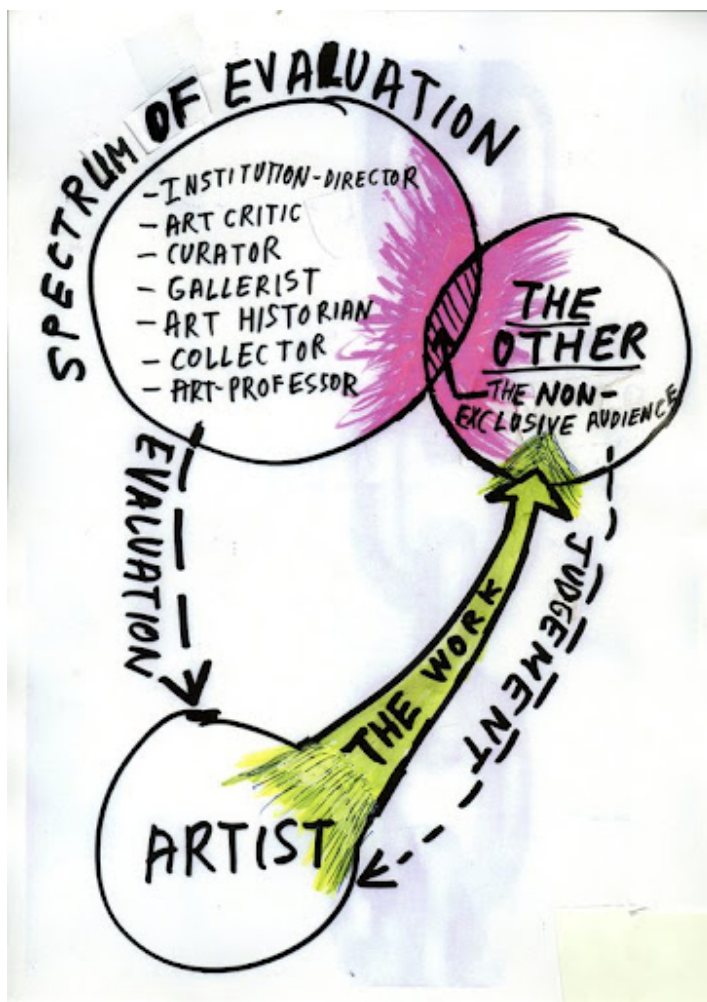 SPECTRUM OF EVALUATION
- INSTITUTION-DIRECTOR
- ART CRITIC
- CURATOR
- GALLERIST
- ART HISTORIAN
- COLLECTOR
- ART-PROFESSOR
THE
OTHER
THE NON-
EXCLUSIVE AUDIENCE
EVALUATION
JUDGEMENT
THE WORK
ARTIST